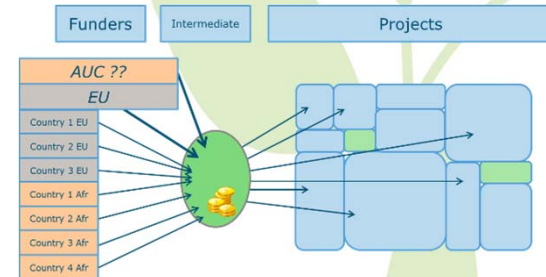 Funders
Intermediate
Projects
AUC ??
EU
Country 1 EU
Country 2 EU
Country 3 EU
Country 1 Afr
Country 2 Afr
Country 3 Afr
Country 4 Afr